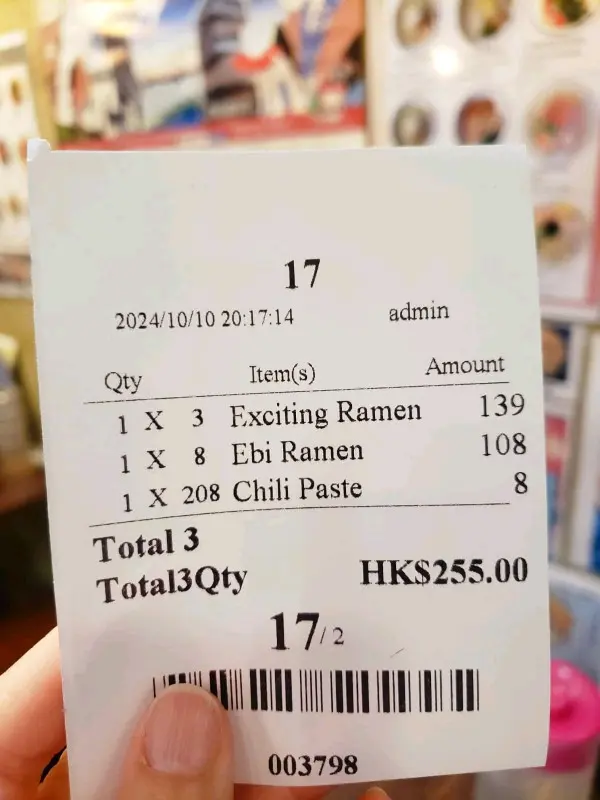 17
2024/10/10 20:17:14 admin
Qty Item(s) Amount
1 X 3 Exciting Ramen 139
1 X 8 Ebi Ramen 108
1 X 208 Chili Paste 8
Total 3
Total3Qty HK$255.00
17/ 2
003798